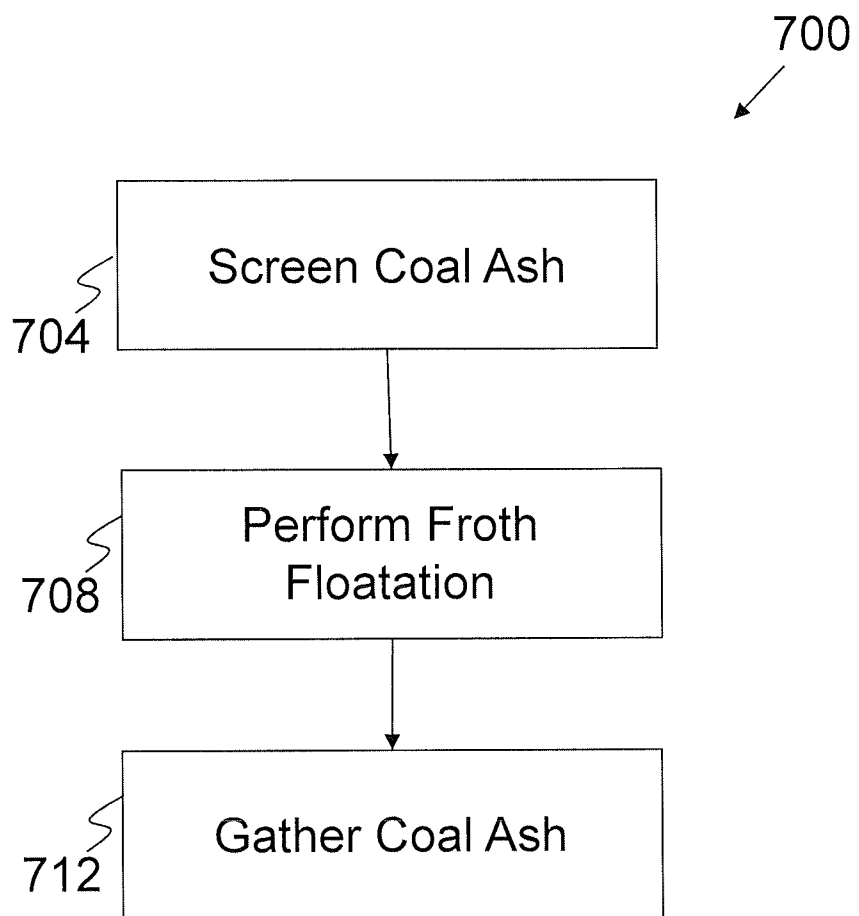 700
Screen Coal Ash
704
Perform Froth
Floatation
708
Gather Coal Ash
712